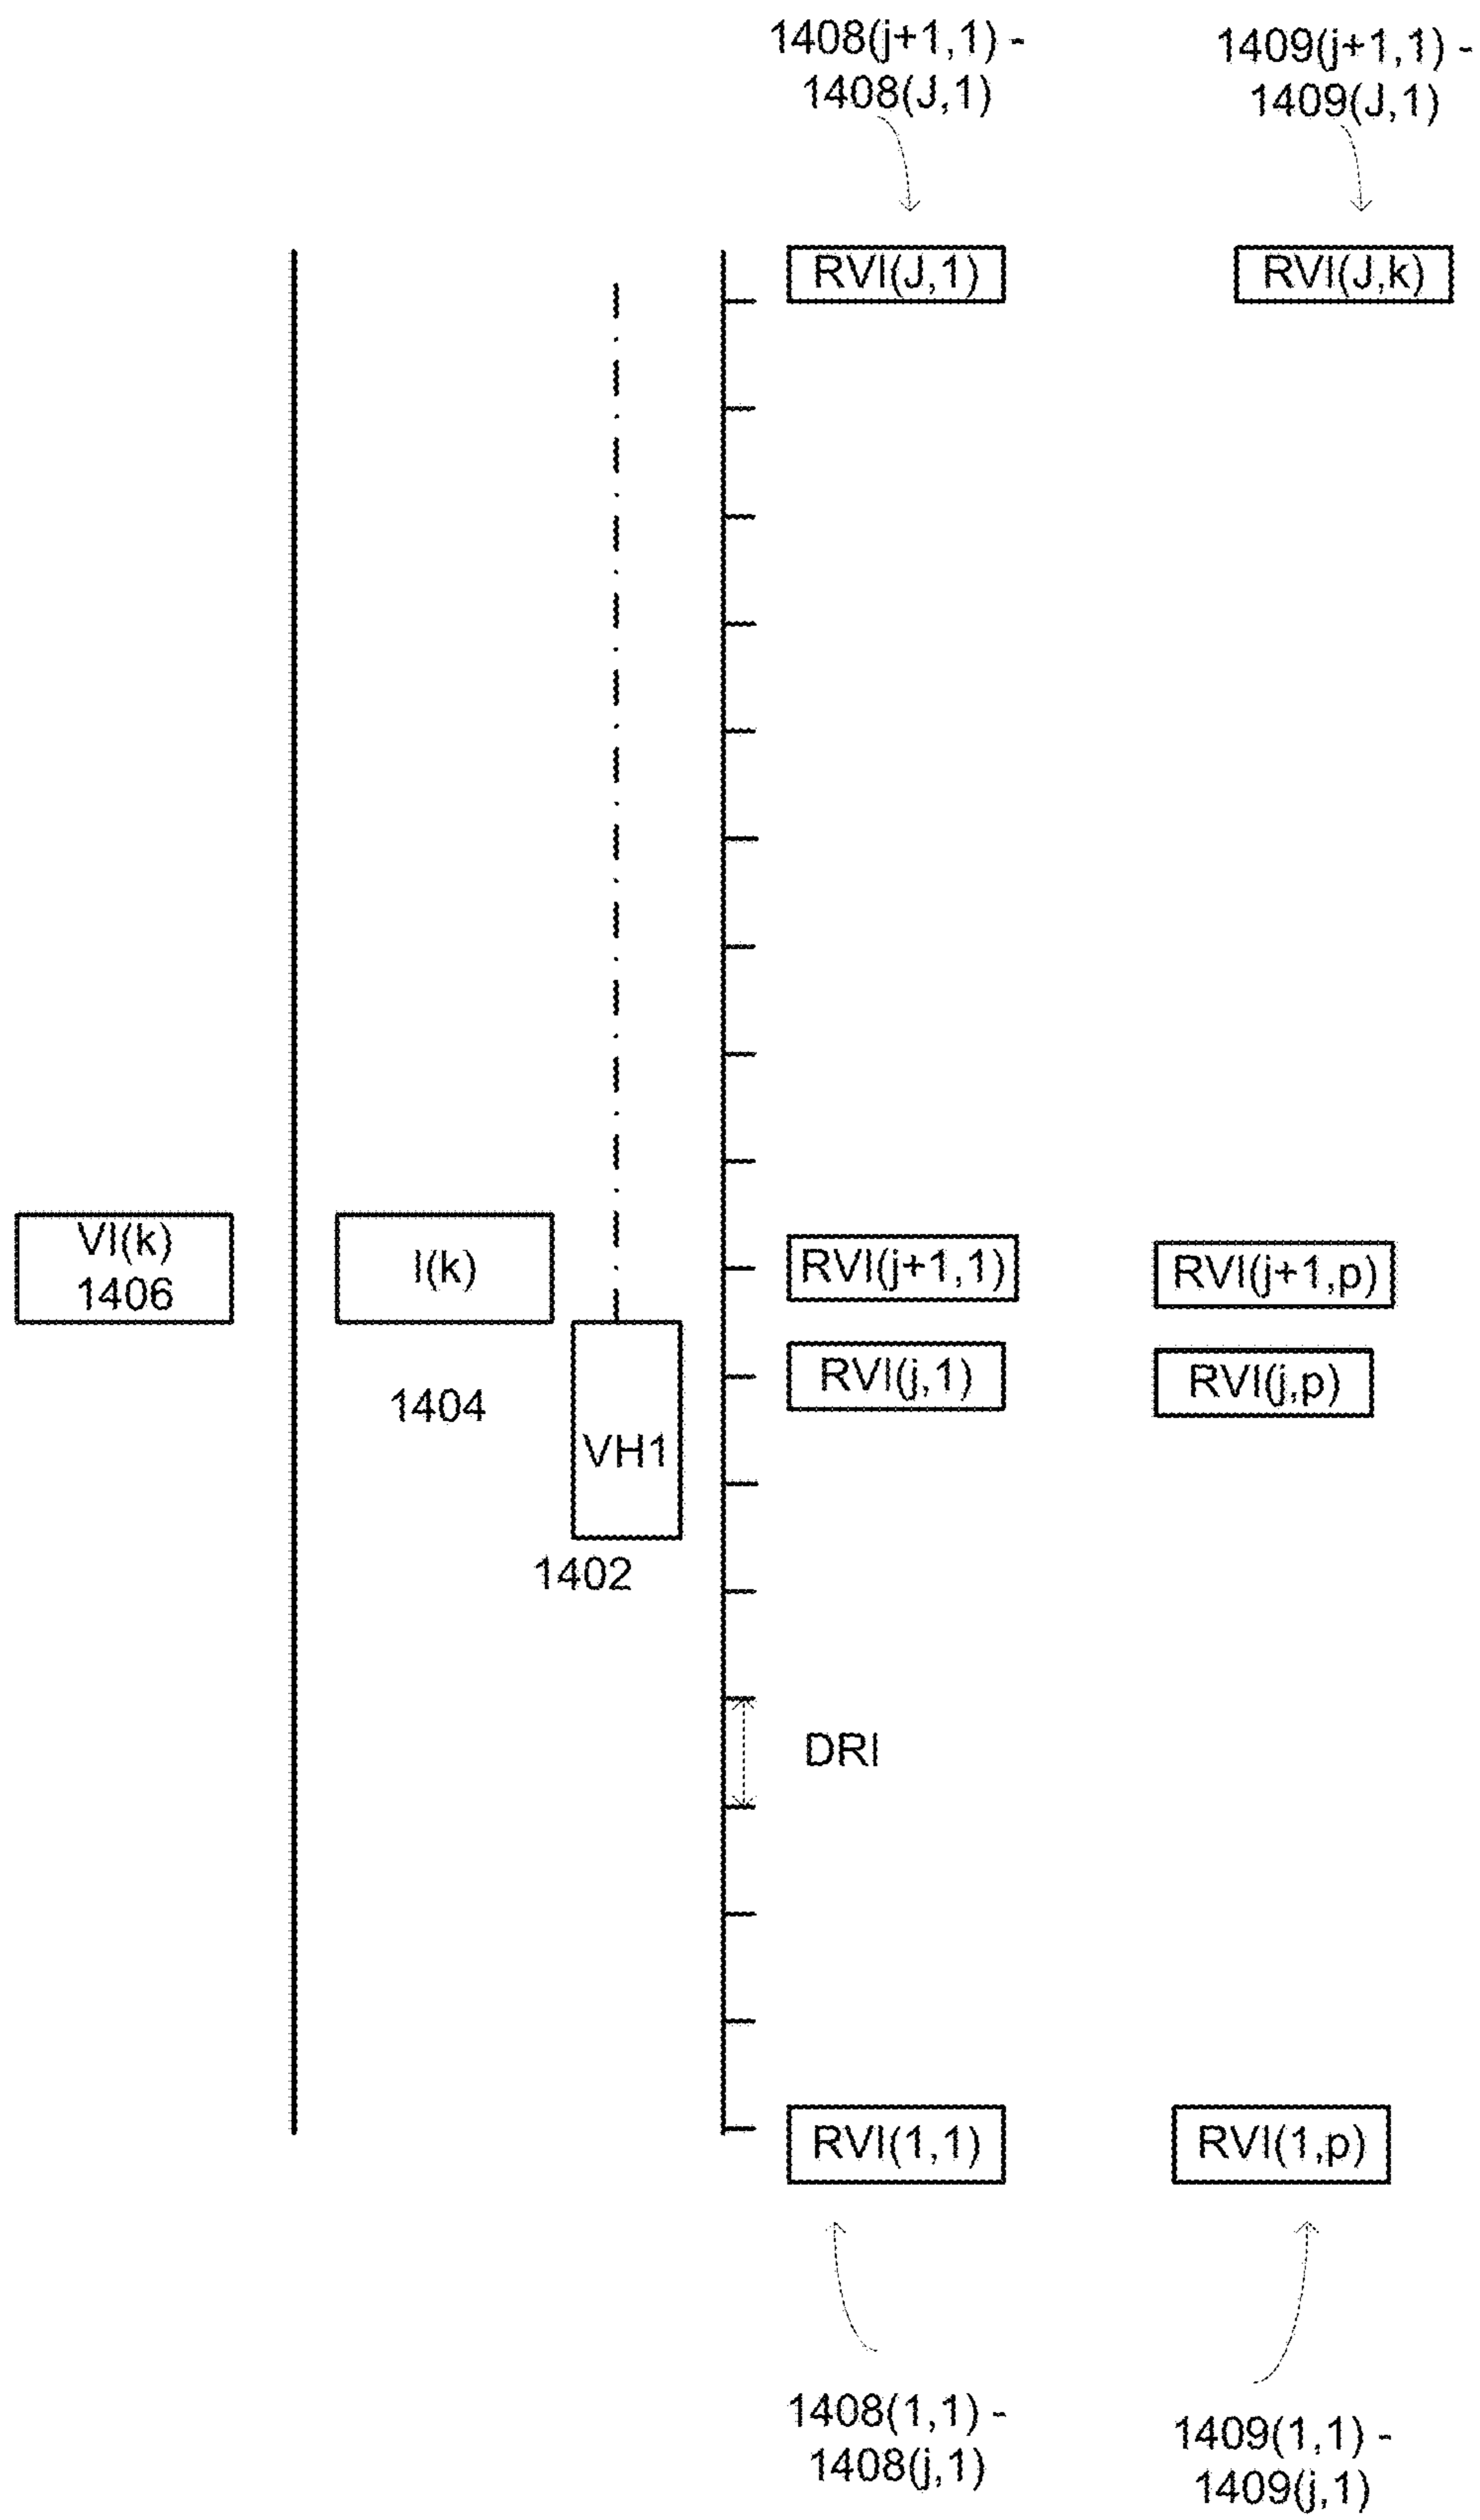 1408(j+1,1) -
1408(J,1)
1409(j+1,1) -
1409(J,1)
RVI(J,1)
RVI(J,k)
VI(k)
1406
I(k)
RVI(j+1,1)
RVI(j+1,p)
1404
RVI(j,1)
RVI(j,p)
VH1
1402
DRI
RVI(1,1)
RVI(1,p)
1408(1,1) -
1408(j,1)
1409(1,1) -
1409(j,1)